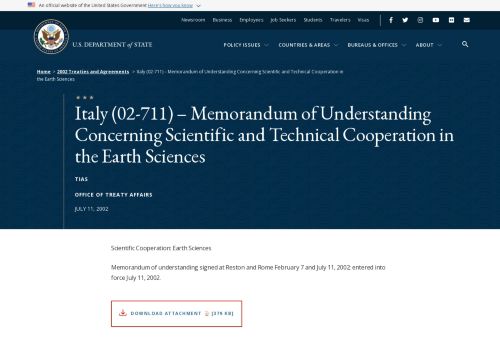 An official website of the United States Government Here's how you know
Newsroom Business Employees Job Seekers Students Travelers Visas
U.S. DEPARTMENT of STATE
POLICY ISSUES COUNTRIES & AREAS BUREAUS & OFFICES ABOUT
Home > 2002 Treaties and Agreements > Italy (02-711) – Memorandum of Understanding Concerning Scientific and Technical Cooperation in
the Earth Sciences
Italy (02-711) – Memorandum of Understanding
Concerning Scientific and Technical Cooperation in
the Earth Sciences
TIAS
OFFICE OF TREATY AFFAIRS
JULY 11, 2002
Scientific Cooperation: Earth Sciences
Memorandum of understanding signed at Reston and Rome February 7 and July 11, 2002; entered into
force July 11, 2002.
DOWNLOAD ATTACHMENT [379 KB]